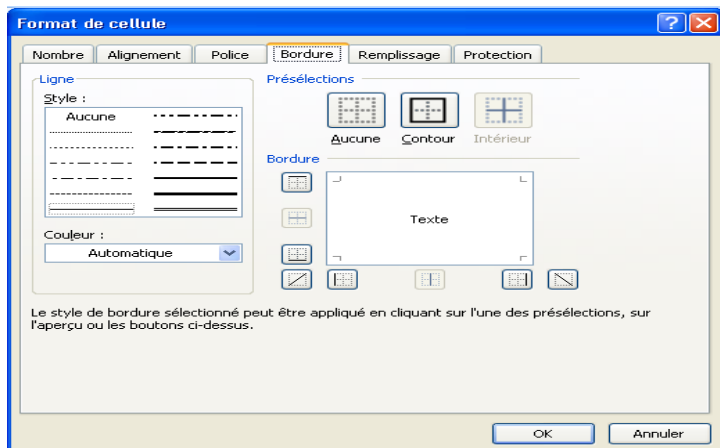 Format de cellule
Nombre Alignement Police Bordure Remplissage Protection
Ligne
Style :
Aucune
Couleur :
Automatique
Présélections
Aucune Contour Intérieur
Bordure
Texte
Le style de bordure sélectionné peut être appliqué en cliquant sur l'une des présélections, sur
l'aperçu ou les boutons ci-dessus.
OK Annuler